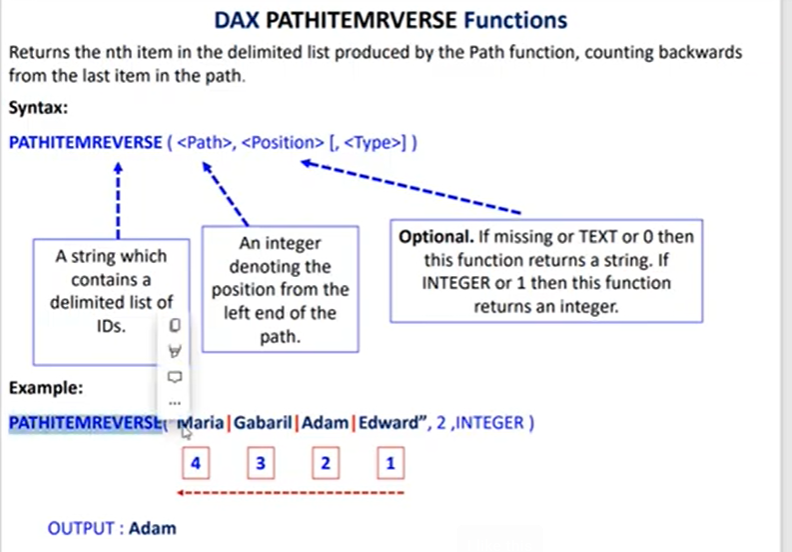 DAX PATHITEMRVERSE Functions
Returns the nth item in the delimited list produced by the Path function, counting backwards
from the last item in the path.
Syntax:
PATHITEMREVERSE ( <Path>, <Position> [, <Type>] )
A string which
contains a
delimited list of
IDs.
An integer
denoting the
position from the
left end of the
path.
Optional. If missing or TEXT or 0 then
this function returns a string. If
INTEGER or 1 then this function
returns an integer.
Example:
PATHITEMREVERSE( "Maria|Gabaril|Adam|Edward”, 2 ,INTEGER )
4 3 2 1
OUTPUT : Adam